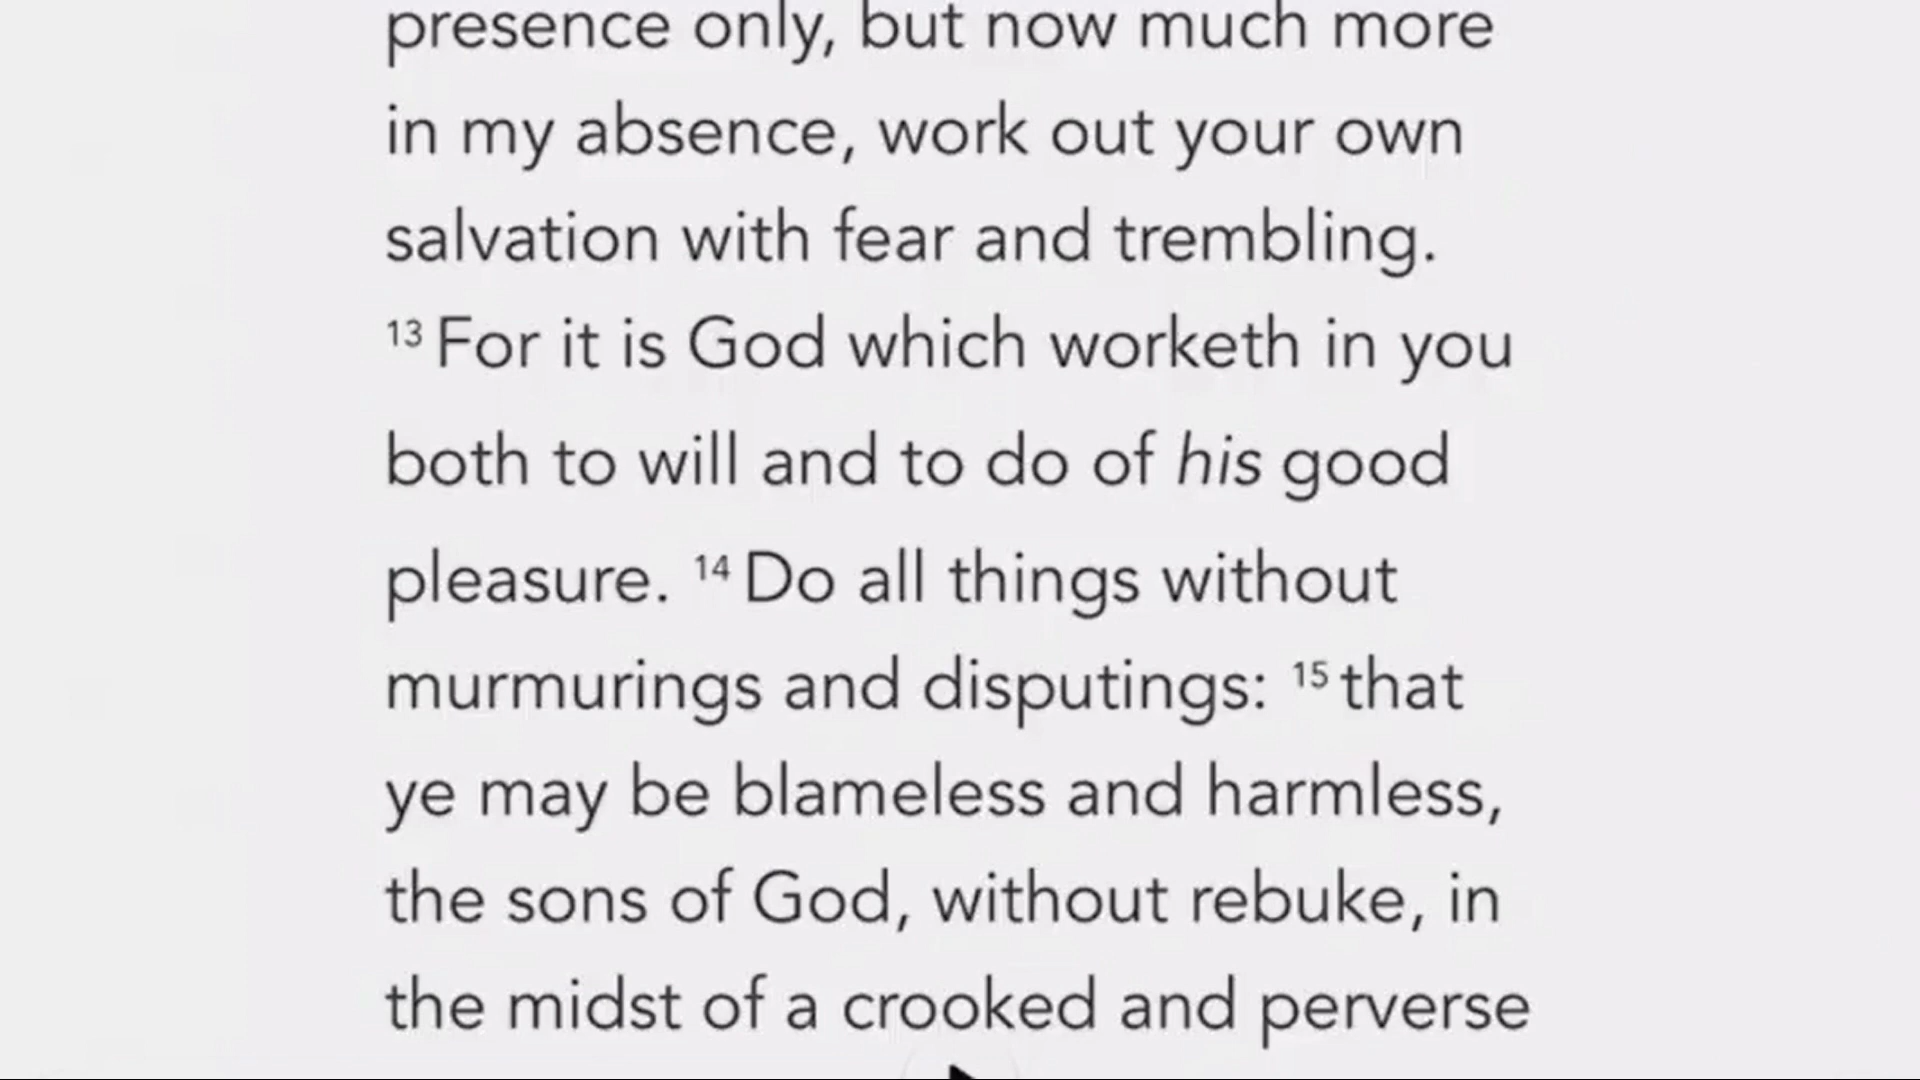 presence only, but now much more
in my absence, work out your own
salvation with fear and trembling.
13 For it is God which worketh in you
both to will and to do of his good
pleasure. 14 Do all things without
murmurings and disputings: 15 that
ye may be blameless and harmless,
the sons of God, without rebuke, in
the midst of a crooked and perverse